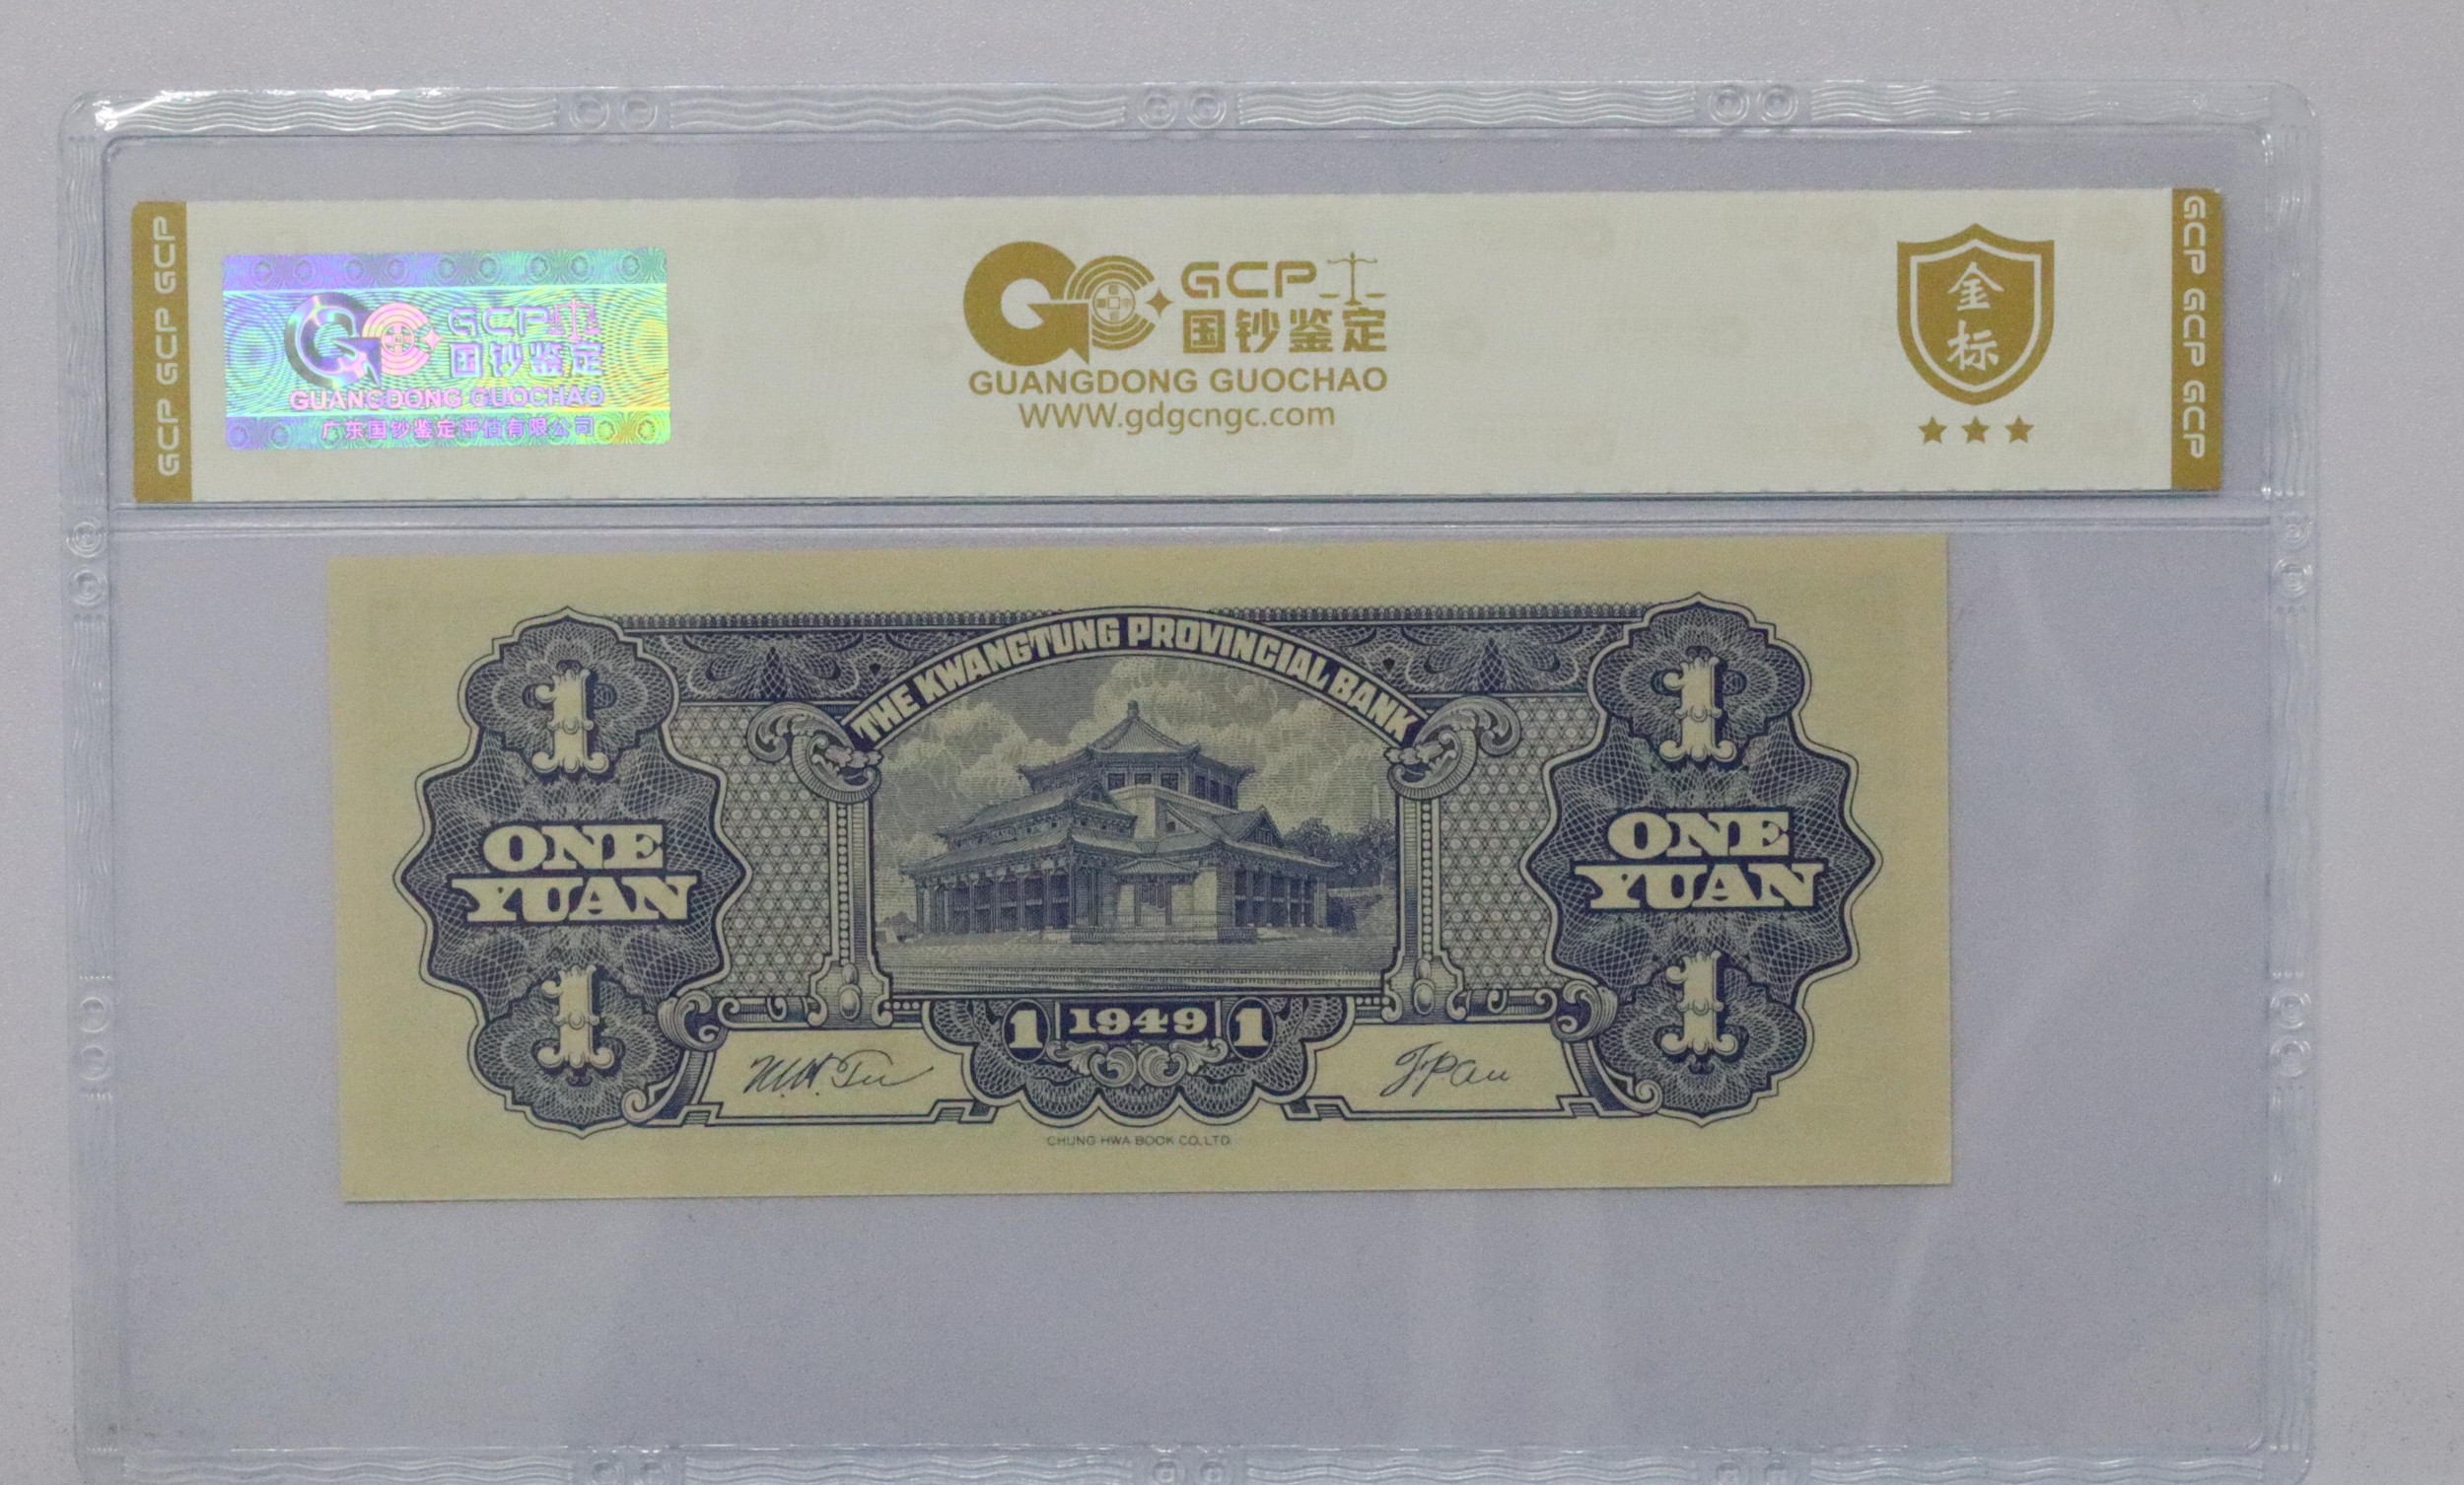 GCP GCP GCP
GCP
国钞鉴定
GUANGDONG GUOCHAO
广东国钞鉴定评估有限公司
GCP
国钞鉴定
GUANGDONG GUOCHAO
WWW.gdgcngc.com
金
标
GCP GCP GCP
THE KWANGTUNG PROVINCIAL BANK
1
1
ONE
YUAN
ONE
YUAN
1
1
1 1949 1
CHUNG HWA BOOK CO.,LTD.